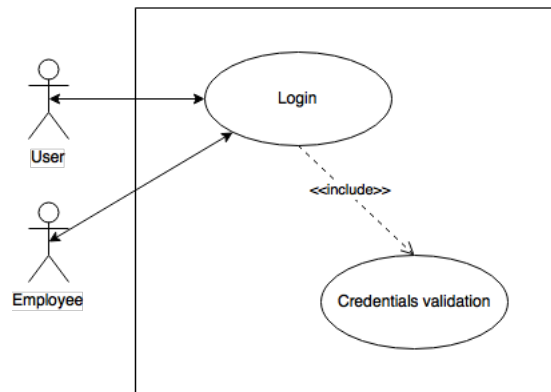 Login
User
<<include>>
Employee
Credentials validation